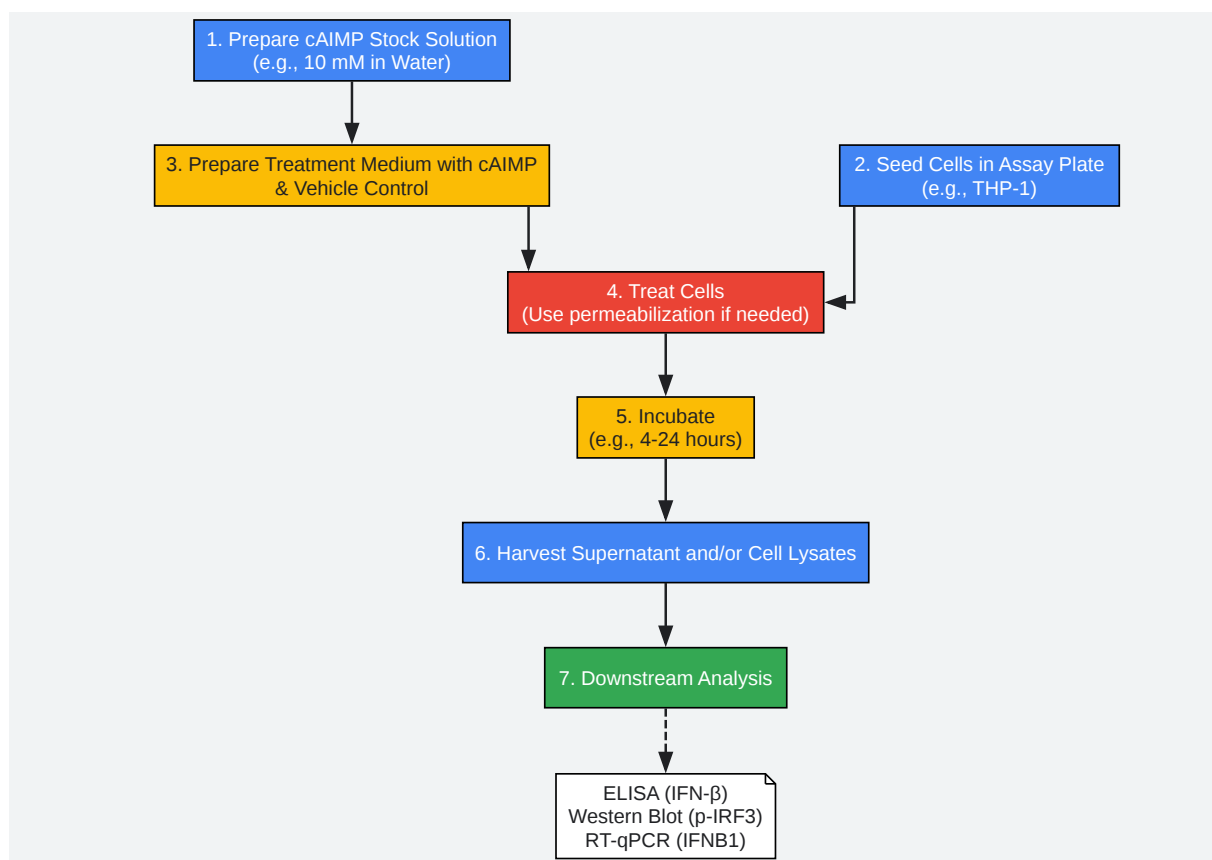 1. Prepare cAIMP Stock Solution
(e.g., 10 mM in Water)
3. Prepare Treatment Medium with cAIMP
& Vehicle Control
2. Seed Cells in Assay Plate
(e.g., THP-1)
4. Treat Cells
(Use permeabilization if needed)
5. Incubate
(e.g., 4-24 hours)
6. Harvest Supernatant and/or Cell Lysates
7. Downstream Analysis
ELISA (IFN-β)
Western Blot (p-IRF3)
RT-qPCR (IFNB1)